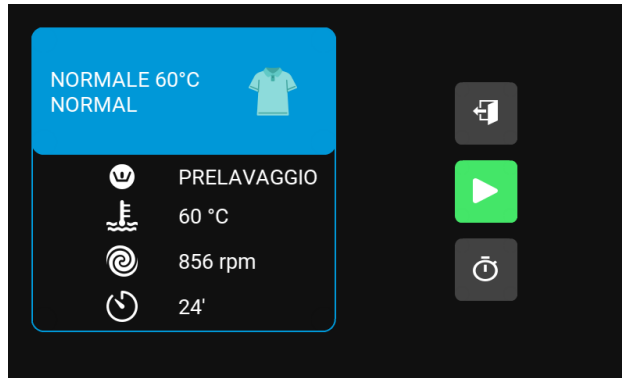 NORMALE 60°C
NORMAL
PRELAVAGGIO
60 °C
856 rpm
24'